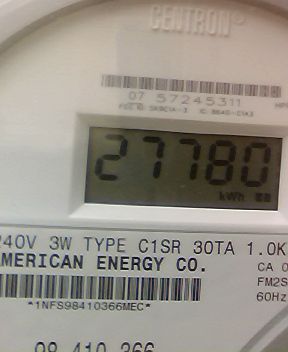 CENTRON®
07 57245311
27780
kWh
240V 3W TYPE C1SR 30TA 1.0K
AMERICAN ENERGY CO.
CA 0
FM2S
60Hz
*1NFS98410366MEC*
98 410 366